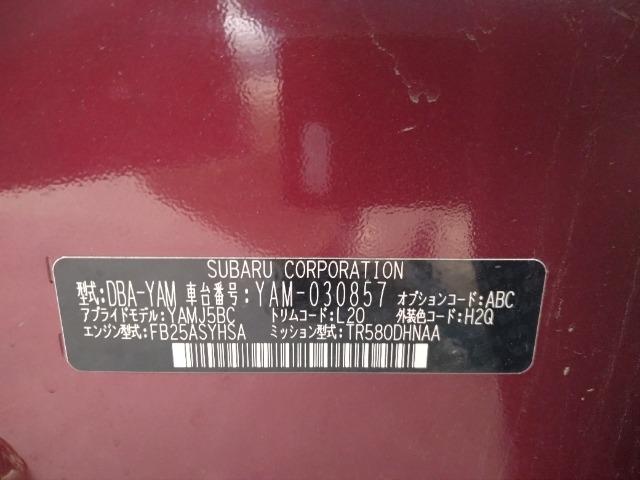 SUBARU CORPORATION
型式:DBA-YAM 車台番号:YAM-030857 オプションコード:ABC
アプライドモデル:YAMJ5BC トリムコード:L20 外装色コード:H2Q
エンジン型式:FB25ASYHSA ミッション型式:TR580DHNAA